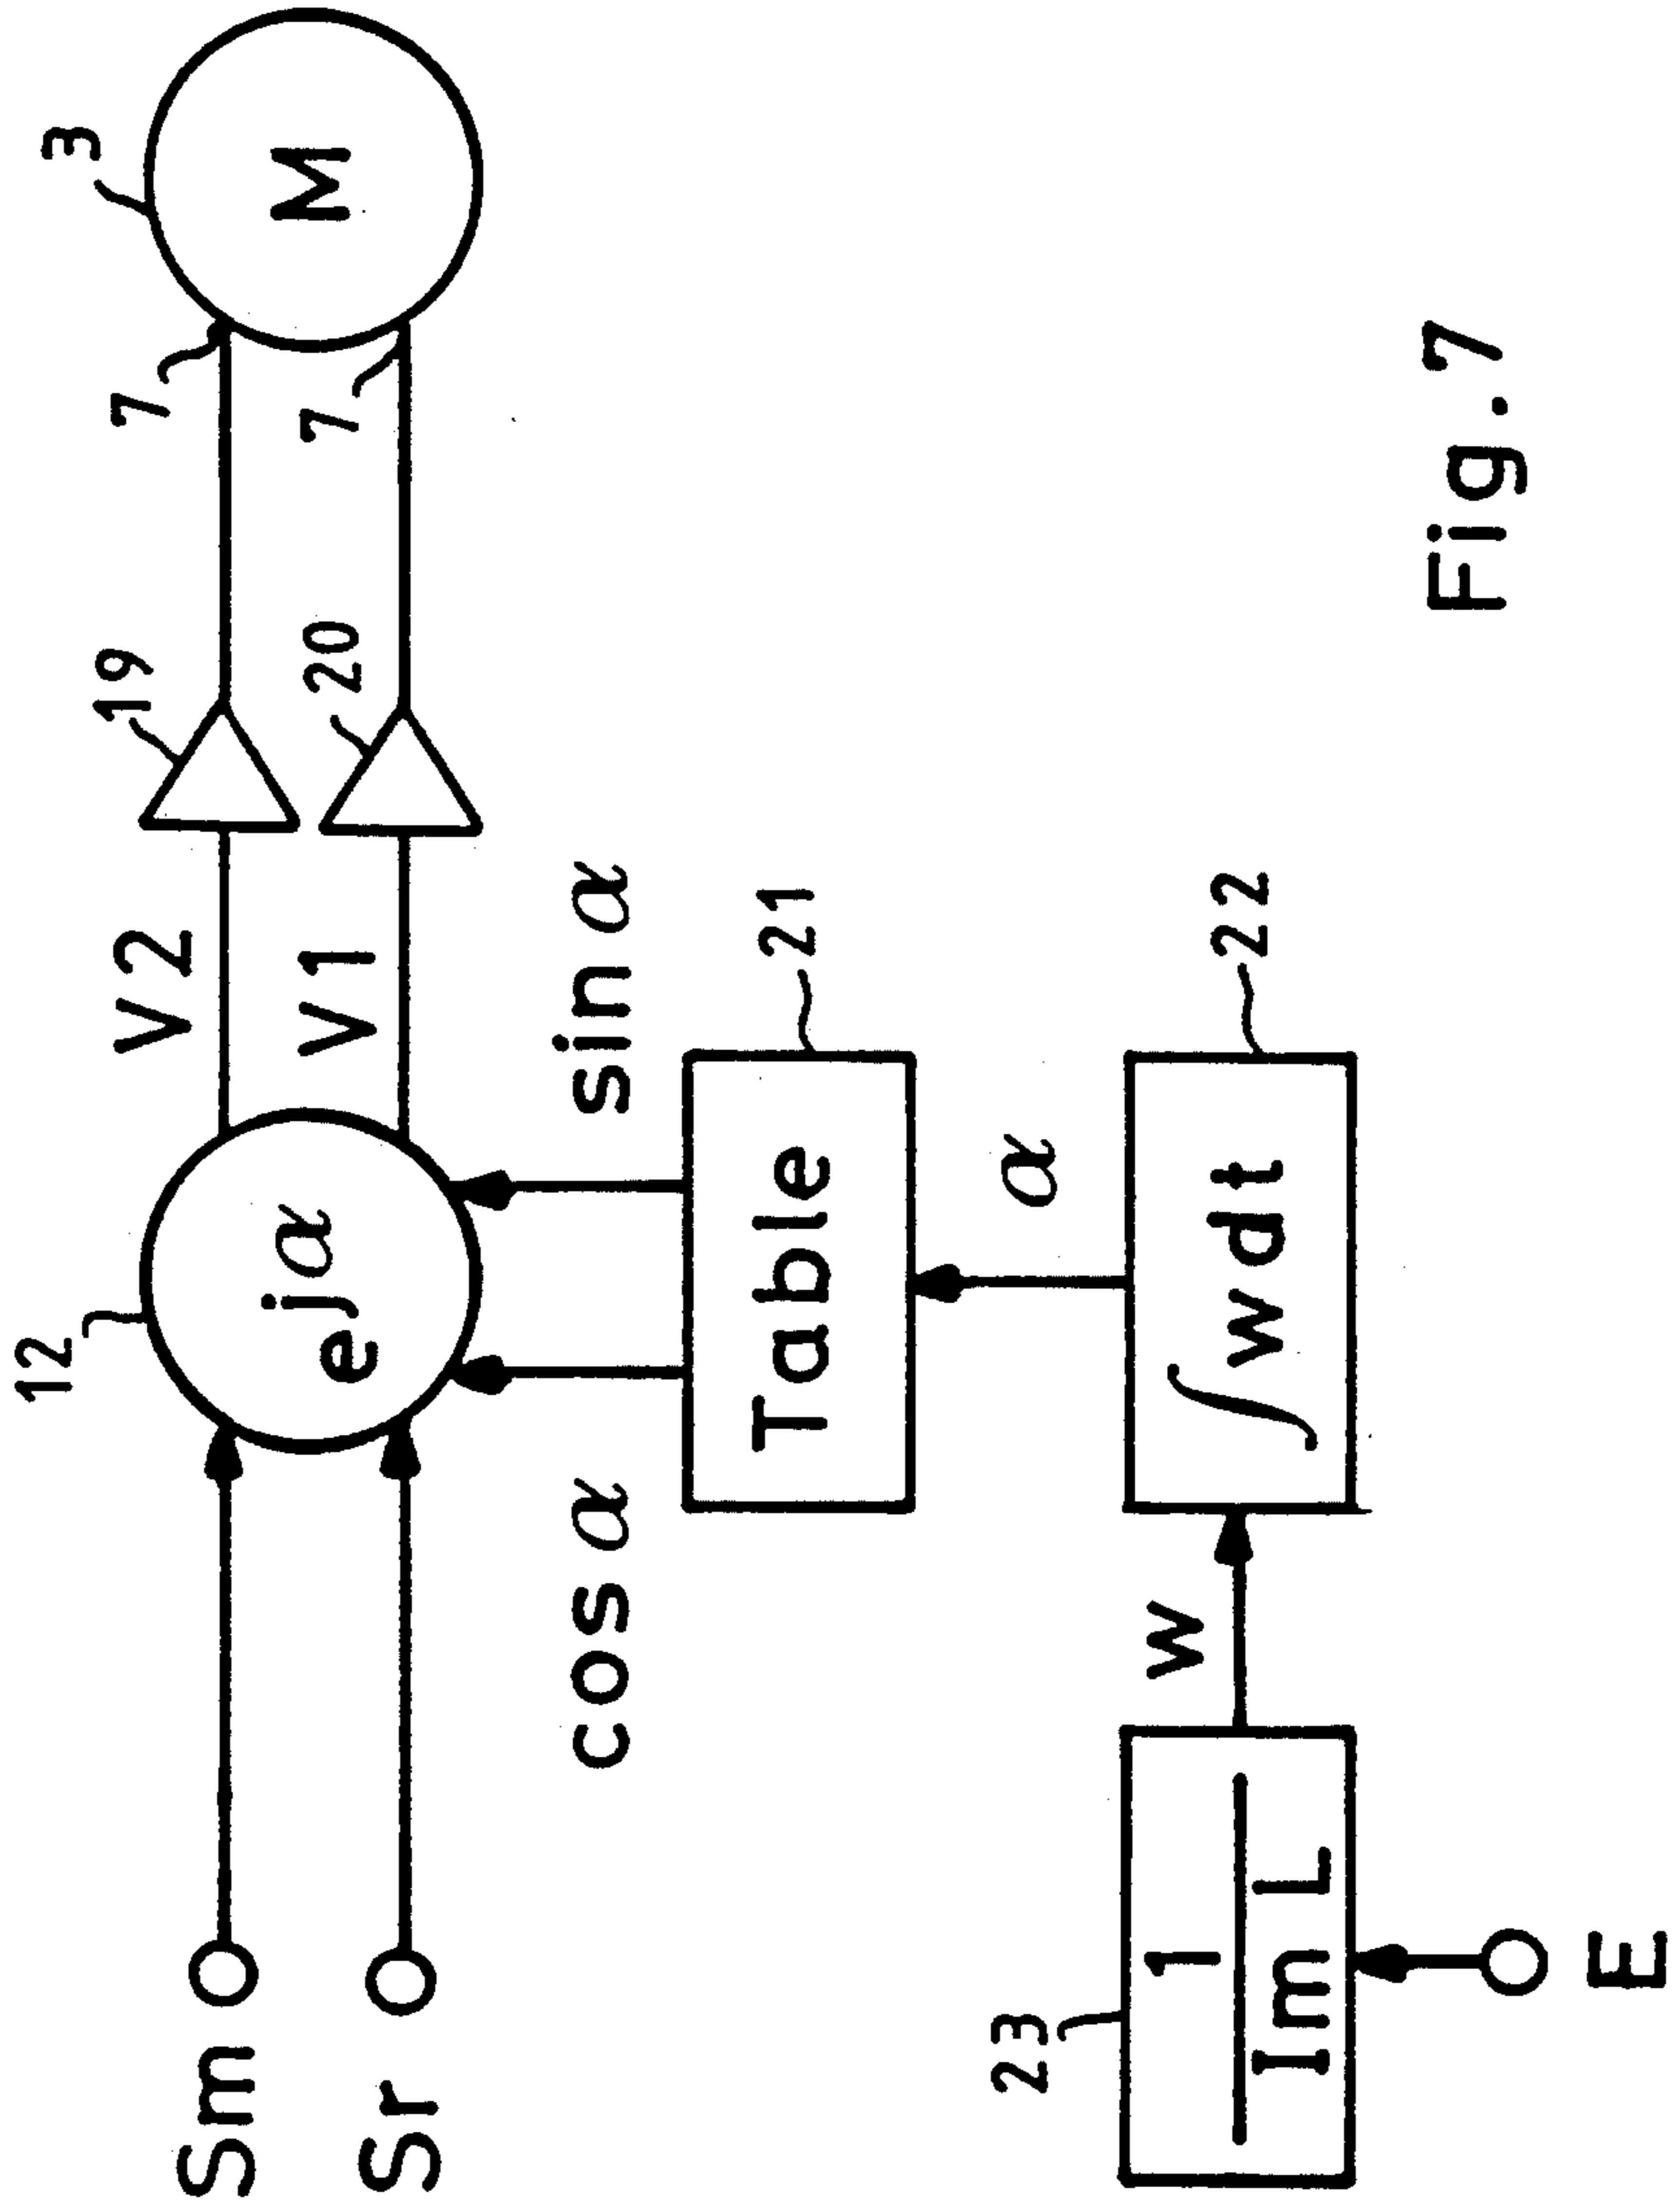 12
3
Sm
Sr
ejα
V2
V1
19
20
7
7
M
cos α
sin α
Table
21
α
23
1
Im L
w
∫wdt
22
E
Fig. 7